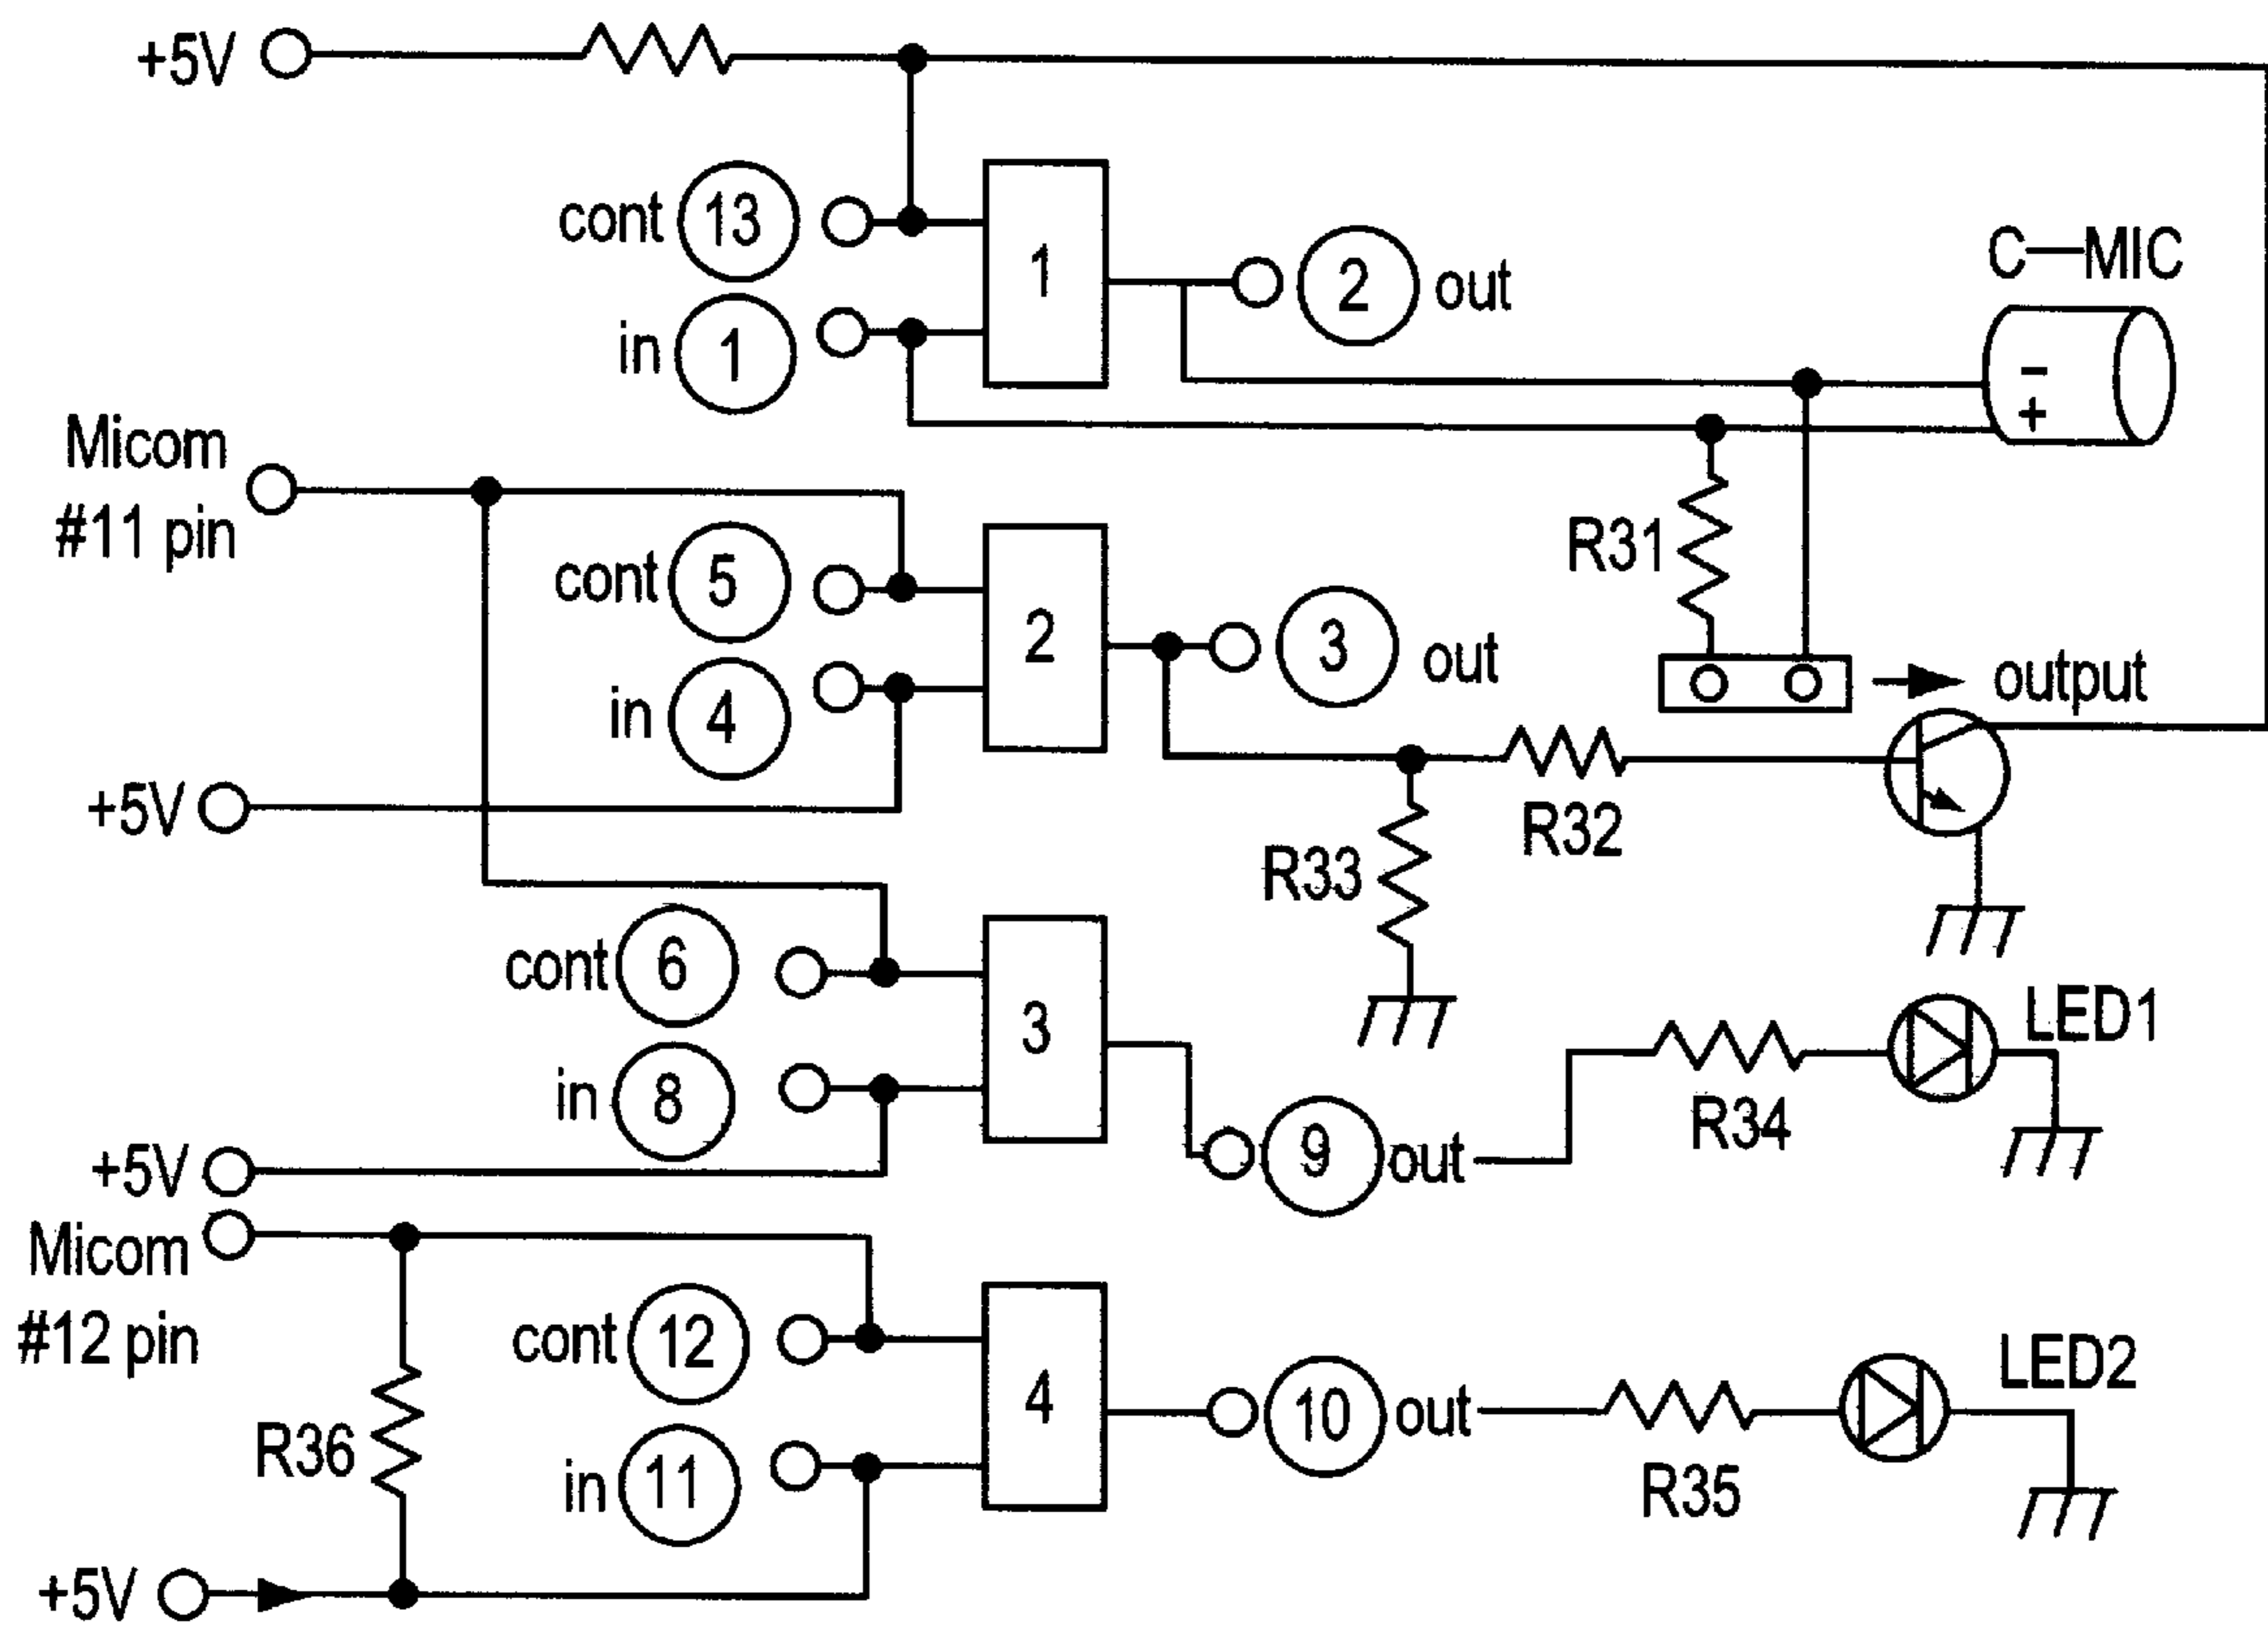 +5V
cont 13
1
2 out
in 1
C-MIC
-
+
Micom
#11 pin
R31
cont 5
2
3 out
in 4
output
+5V
R32
R33
cont 6
3
LED1
in 8
R34
9 out
+5V
Micom
#12 pin
cont 12
4
LED2
10 out
R36
in 11
R35
+5V